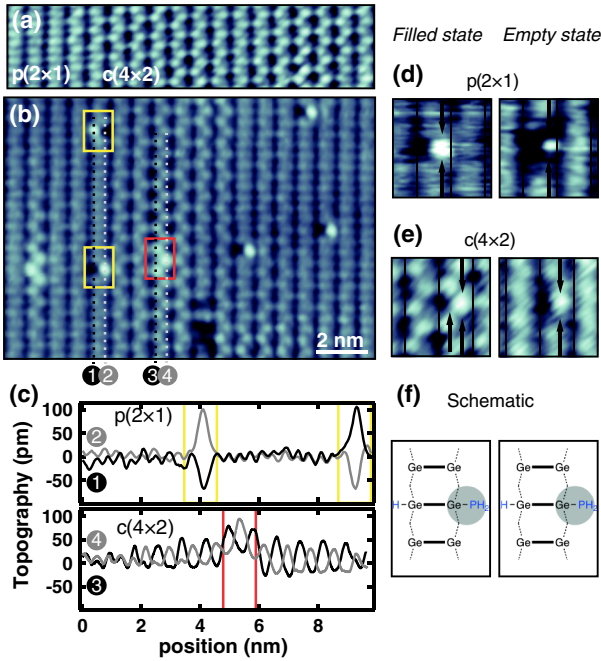 (a)
p(2×1) c(4×2)
(b)
2 nm
1 2 3 4
(c)
p(2×1)
2
1
100
50
0
-50
c(4×2)
4
3
100
50
0
-50
Topography (pm)
0 2 4 6 8
position (nm)
Filled state Empty state
(d) p(2×1)
(e) c(4×2)
(f) Schematic
Ge Ge
H Ge Ge PH2
Ge Ge
Ge Ge
H Ge Ge PH2
Ge Ge